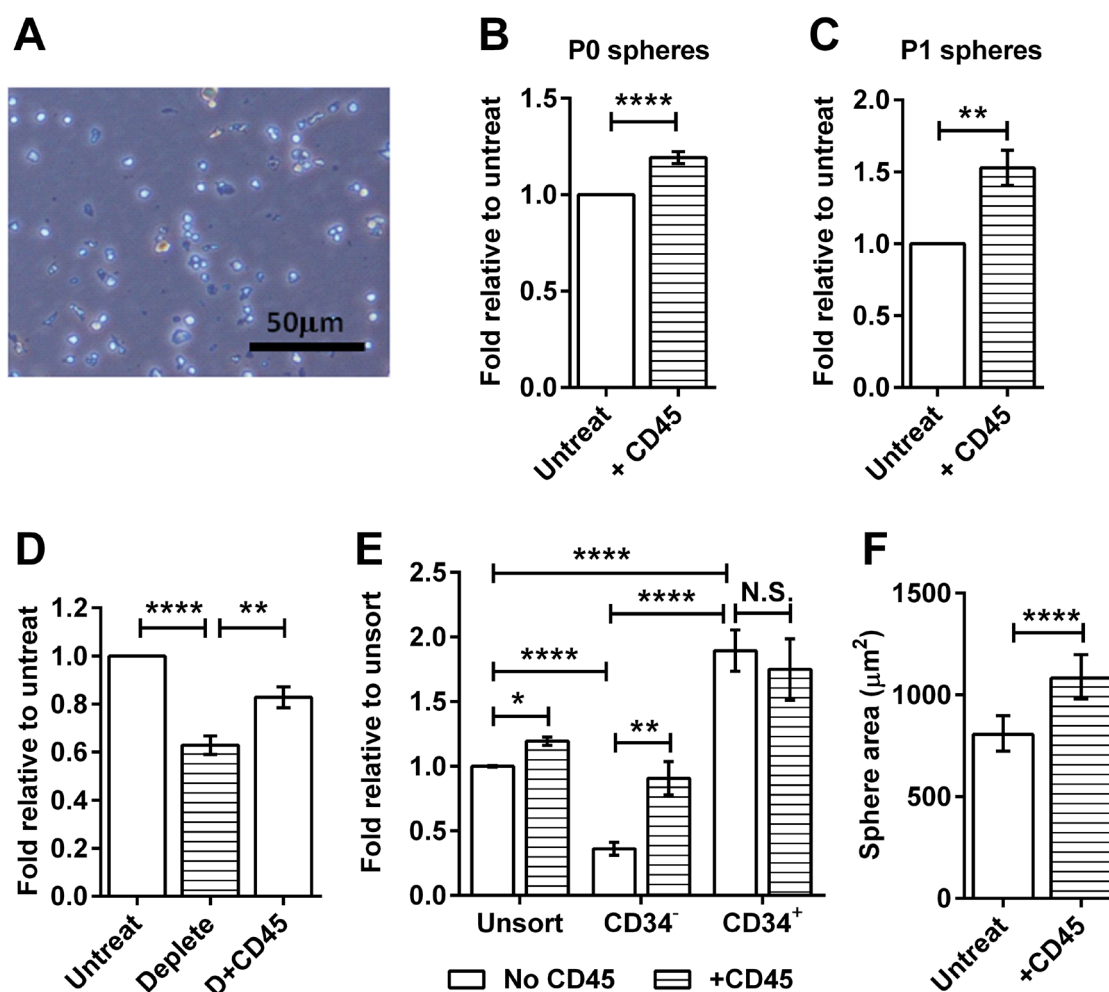 A
50μm
B
P0 spheres
Fold relative to untreat
1.5
1.0
0.5
0.0
****
Untreat
+ CD45
C
P1 spheres
Fold relative to untreat
2.0
1.5
1.0
0.5
0.0
**
Untreat
+ CD45
D
Fold relative to untreat
1.2
1.0
0.8
0.6
0.4
0.2
0.0
****
**
Untreat
Deplete
D+CD45
E
Fold relative to unsort
2.5
2.0
1.5
1.0
0.5
0.0
****
****
N.S.
****
*
**
Unsort
CD34⁻
CD34⁺
No CD45
+CD45
F
Sphere area (μm²)
1500
1000
500
0
****
Untreat
+CD45